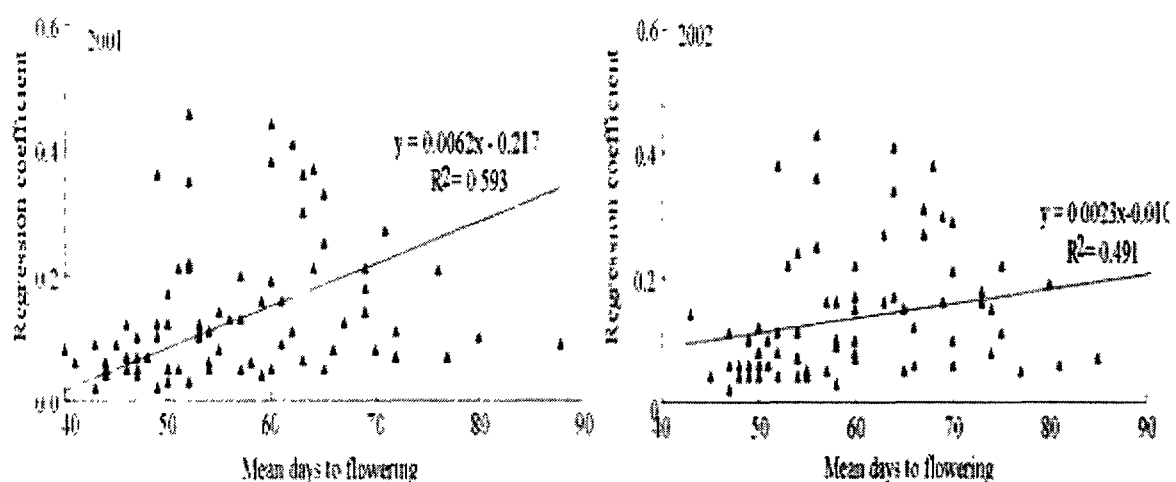 0.6
2001
Regression coefficient
y = 0.0062x - 0.217
R2 = 0.593
0.4
0.2
0.0
40 50 60 70 80 90
Mean days to flowering
0.6
2002
Regression coefficient
0.4
y = 0.0023x-0.010
R2 = 0.491
0.2
0
40 50 60 70 80 90
Mean days to flowering